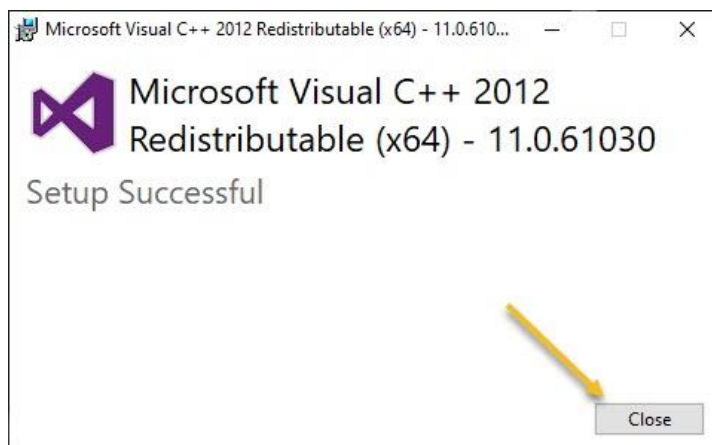 Microsoft Visual C++ 2012 Redistributable (x64) - 11.0.610...
Microsoft Visual C++ 2012
Redistributable (x64) - 11.0.61030
Setup Successful
Close